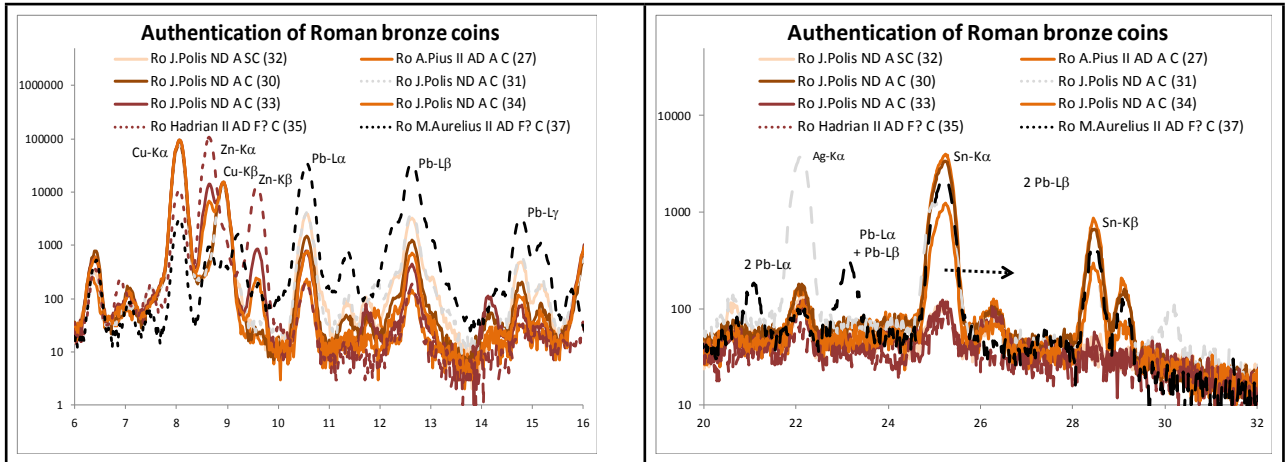 Authentication of Roman bronze coins
Ro J.Polis ND A SC (32) Ro A.Pius II AD A C (27)
Ro J.Polis ND A C (30) Ro J.Polis ND A C (31)
Ro J.Polis ND A C (33) Ro J.Polis ND A C (34)
Ro Hadrian II AD F? C (35) Ro M.Aurelius II AD F? C (37)
1000000
100000
10000
1000
100
10
1
Cu-Kα
Zn-Kα
Cu-Kβ
Zn-Kβ
Pb-Lα
Pb-Lβ
Pb-Lγ
6 7 8 9 10 11 12 13 14 15 16
Authentication of Roman bronze coins
Ro J.Polis ND A SC (32) Ro A.Pius II AD A C (27)
Ro J.Polis ND A C (30) Ro J.Polis ND A C (31)
Ro J.Polis ND A C (33) Ro J.Polis ND A C (34)
Ro Hadrian II AD F? C (35) Ro M.Aurelius II AD F? C (37)
10000
1000
100
10
Ag-Kα
Sn-Kα
2 Pb-Lβ
Sn-Kβ
Pb-Lα
+ Pb-Lβ
2 Pb-Lα
20 22 24 26 28 30 32